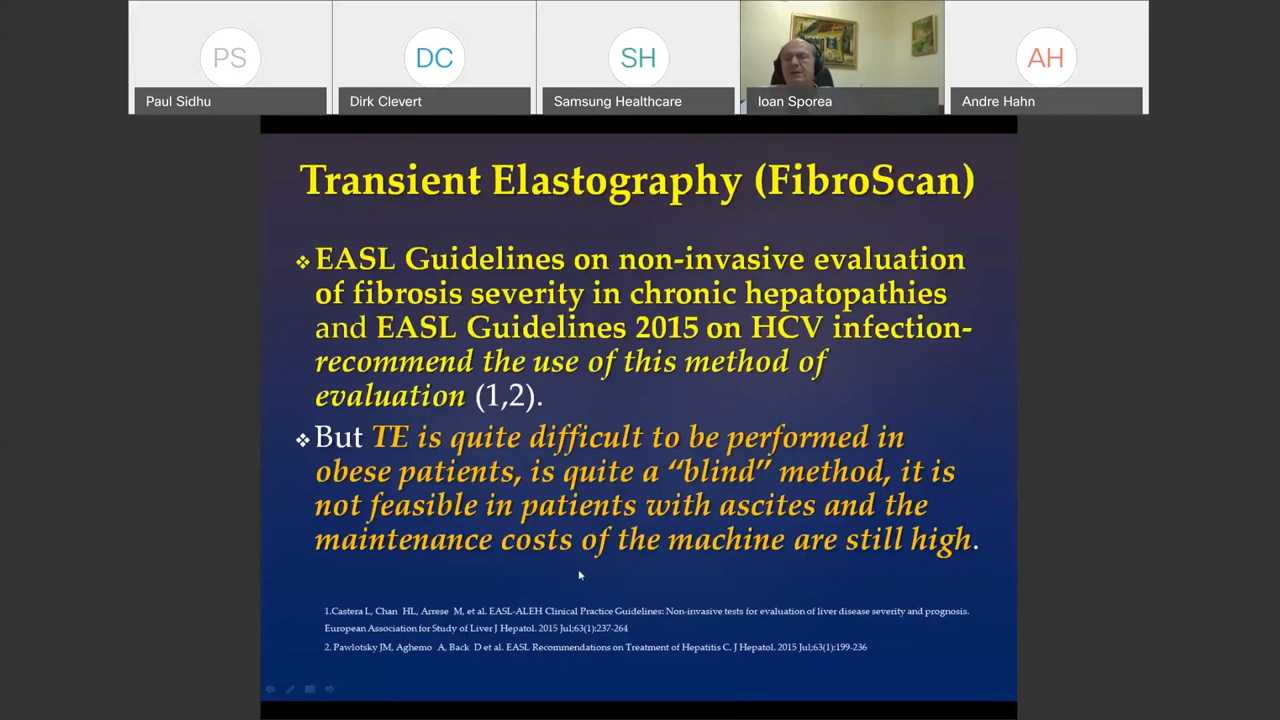 PS
DC
SH
AH
Paul Sidhu
Dirk Clevert
Samsung Healthcare
Ioan Sporea
Andre Hahn
Transient Elastography (FibroScan)
❖EASL Guidelines on non-invasive evaluation
of fibrosis severity in chronic hepatopathies
and EASL Guidelines 2015 on HCV infection-
recommend the use of this method of
evaluation (1,2).
❖But TE is quite difficult to be performed in
obese patients, is quite a “blind” method, it is
not feasible in patients with ascites and the
maintenance costs of the machine are still high.
1.Castera L, Chan HL, Arrese M, et al. EASL-ALEH Clinical Practice Guidelines: Non-invasive tests for evaluation of liver disease severity and prognosis.
European Association for Study of Liver J Hepatol. 2015 Jul;63(1):237-264
2. Pawlotsky JM, Aghemo A, Back D et al. EASL Recommendations on Treatment of Hepatitis C. J Hepatol. 2015 Jul;63(1):199-236